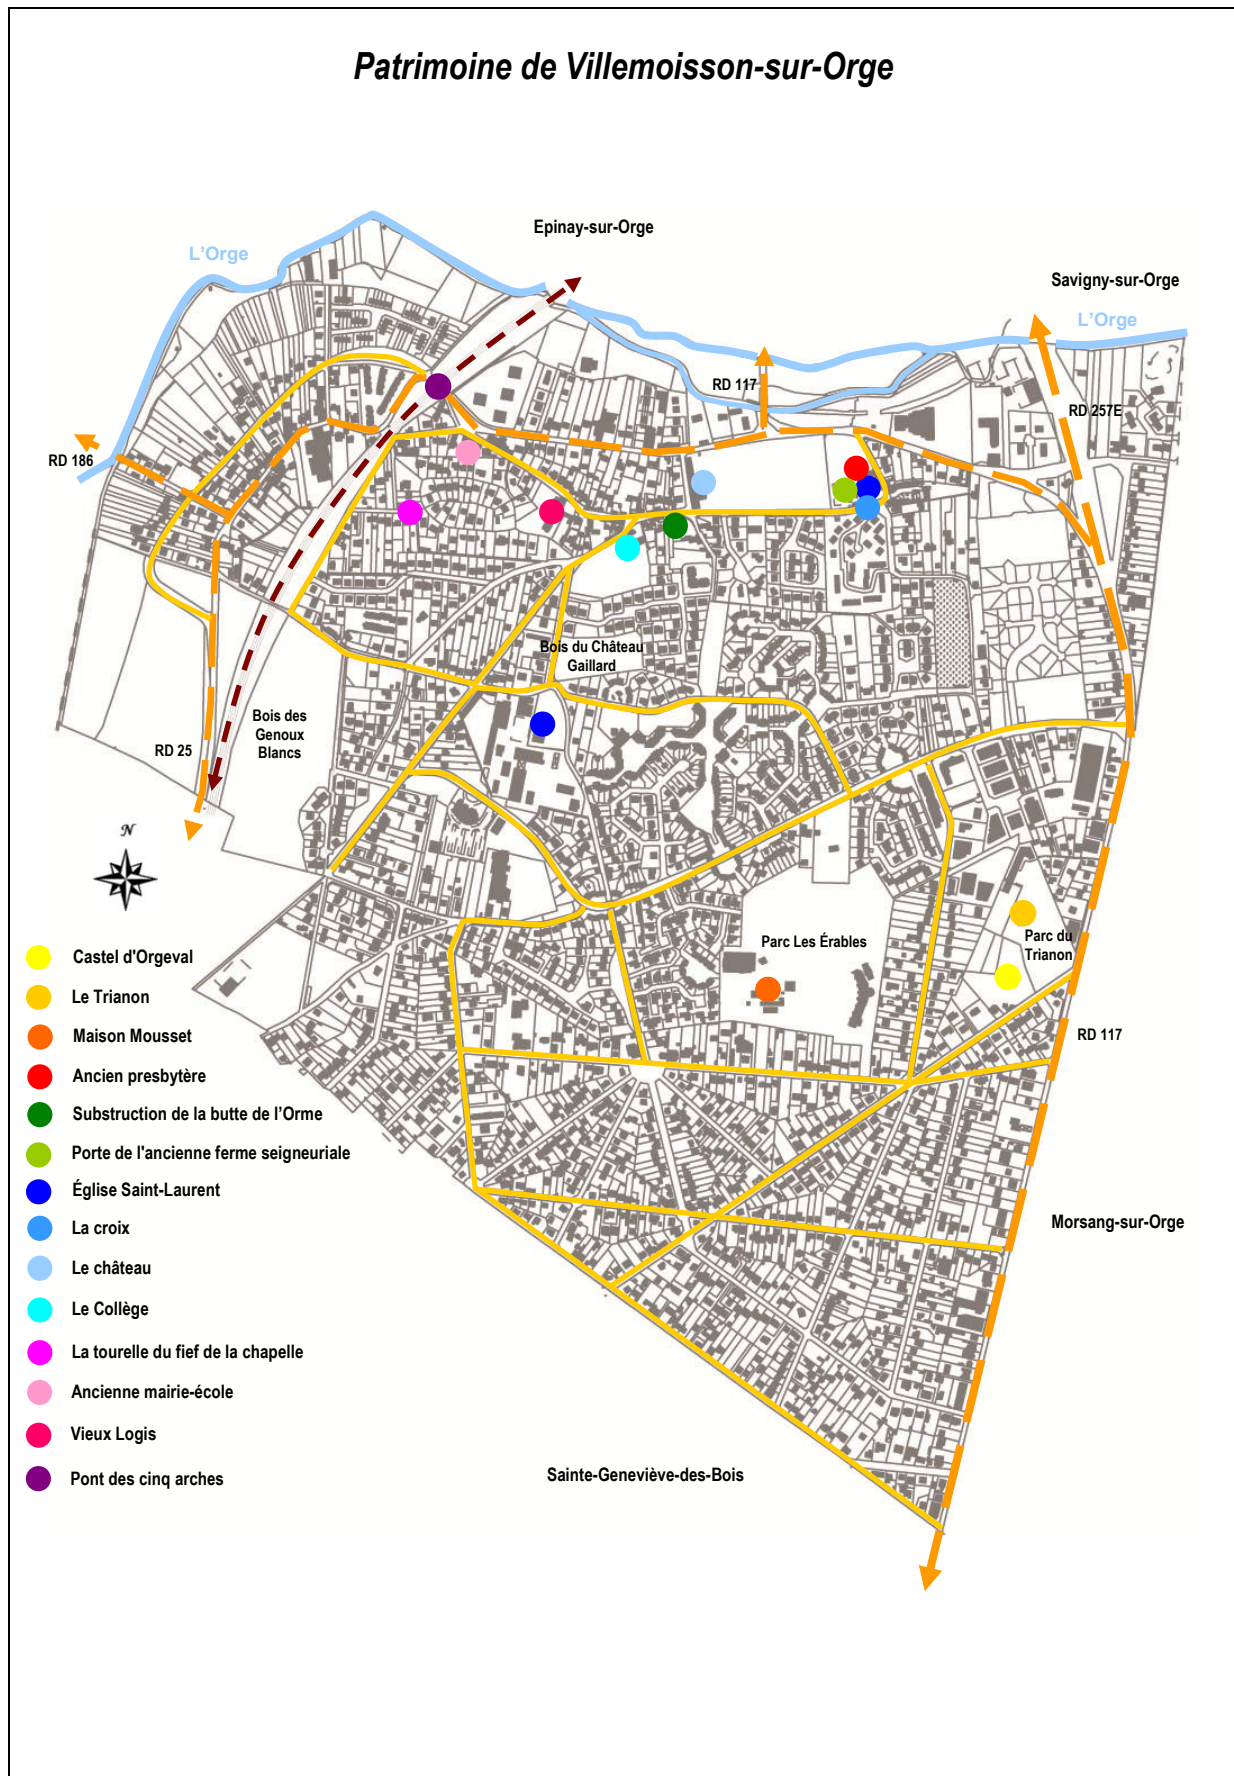 Patrimoine de Villemoisson-sur-Orge
Epinay-sur-Orge
L'Orge
Savigny-sur-Orge
L'Orge
RD 117
RD 257E
RD 186
Bois du Château
Gaillard
Bois des
Genoux
Blancs
RD 25
N
Parc Les Érables
Parc du
Trianon
RD 117
Castel d'Orgeval
Le Trianon
Maison Mousset
Ancien presbytère
Substruction de la butte de l'Orme
Porte de l'ancienne ferme seigneuriale
Église Saint-Laurent
La croix
Le château
Le Collège
La tourelle du fief de la chapelle
Ancienne mairie-école
Vieux Logis
Pont des cinq arches
Morsang-sur-Orge
Sainte-Geneviève-des-Bois